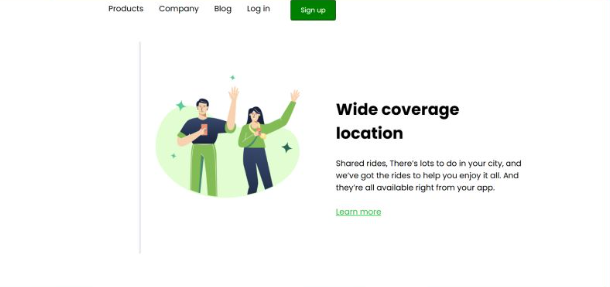 Products Company Blog Log in Sign up
Wide coverage
location
Shared rides, There's lots to do in your city, and
we've got the rides to help you enjoy it all. And
they're all available right from your app.
Learn more